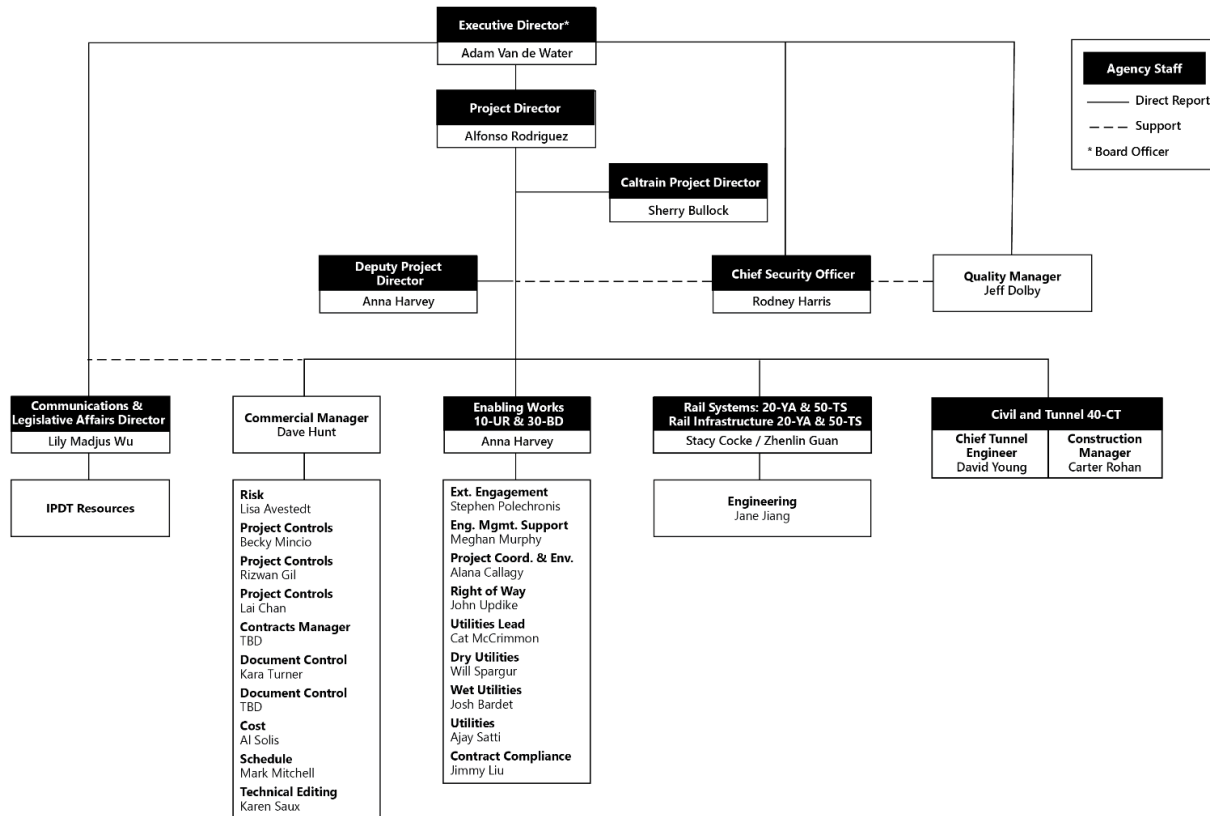 Executive Director*
Adam Van de Water
Project Director
Alfonso Rodriguez
Agency Staff
Direct Report
Support
* Board Officer
Caltrain Project Director
Sherry Bullock
Deputy Project
Director
Anna Harvey
Chief Security Officer
Rodney Harris
Quality Manager
Jeff Dolby
Communications &
Legislative Affairs Director
Lily Madjus Wu
IPDT Resources
Commercial Manager
Dave Hunt
Risk
Lisa Avestedt
Project Controls
Becky Mincio
Project Controls
Rizwan Gil
Project Controls
Lai Chan
Contracts Manager
TBD
Document Control
Kara Turner
Document Control
TBD
Cost
Al Solis
Schedule
Mark Mitchell
Technical Editing
Karen Saux
Enabling Works
10-UR & 30-BD
Anna Harvey
Ext. Engagement
Stephen Polechronis
Eng. Mgmt. Support
Meghan Murphy
Project Coord. & Env.
Alana Callagy
Right of Way
John Updike
Utilities Lead
Cat McCrimmon
Dry Utilities
Will Spargur
Wet Utilities
Josh Bardet
Utilities
Ajay Satti
Contract Compliance
Jimmy Liu
Rail Systems: 20-YA & 50-TS
Rail Infrastructure 20-YA & 50-TS
Stacy Cocke / Zhenlin Guan
Engineering
Jane Jiang
Civil and Tunnel 40-CT
Chief Tunnel
Engineer
David Young
Construction
Manager
Carter Rohan